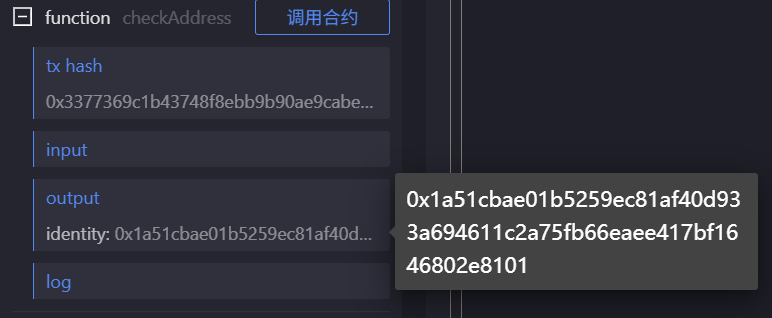 function checkAddress 调用合约
tx hash
0x3377369c1b43748f8ebb9b90ae9cabe...
input
output
identity: 0x1a51cbae01b5259ec81af40d...
0x1a51cbae01b5259ec81af40d93
3a694611c2a75fb66eaee417bf16
46802e8101
log